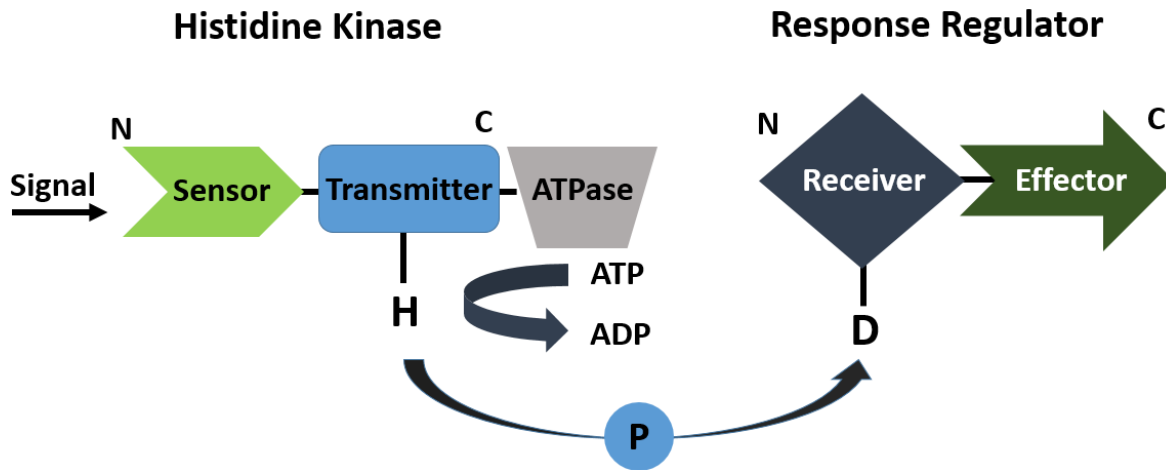 Histidine Kinase
Response Regulator
N
C
N
C
Signal
Sensor
Transmitter
ATPase
Receiver
Effector
ATP
H
ADP
D
P